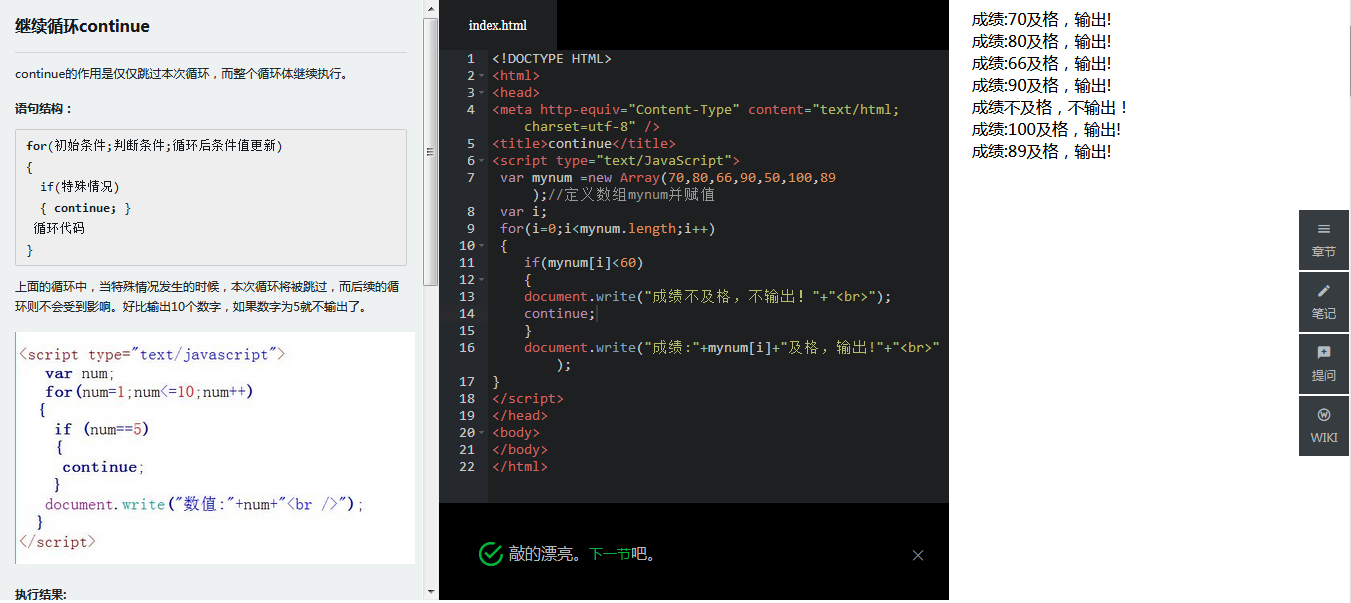 继续循环continue
continue的作用是仅仅跳过本次循环，而整个循环体继续执行。
语句结构：
for(初始条件;判断条件;循环后条件值更新)
{
if(特殊情况)
{ continue; }
循环代码
}
上面的循环中，当特殊情况发生的时候，本次循环将被跳过，而后续的循
环则不会受到影响。好比输出10个数字，如果数字为5就不输出了。
<script type="text/javascript">
var num;
for(num=1;num<=10;num++)
{
if (num==5)
{
continue;
}
document.write("数值:"+num+"<br />");
}
</script>
执行结果:
index.html
1 <!DOCTYPE HTML>
2 <html>
3 <head>
4 <meta http-equiv="Content-Type" content="text/html;
charset=utf-8" />
5 <title>continue</title>
6 <script type="text/JavaScript">
7 var mynum =new Array(70,80,66,90,50,100,89
);//定义数组mynum并赋值
8 var i;
9 for(i=0;i<mynum.length;i++)
10 {
11 if(mynum[i]<60)
12 {
13 document.write("成绩不及格，不输出！"+"<br>");
14 continue;
15 }
16 document.write("成绩:"+mynum[i]+"及格，输出!"+"<br>"
);
17 }
18 </script>
19 </head>
20 <body>
21 </body>
22 </html>
敲的漂亮。下一节吧。
成绩:70及格，输出!
成绩:80及格，输出!
成绩:66及格，输出!
成绩:90及格，输出!
成绩不及格，不输出！
成绩:100及格，输出!
成绩:89及格，输出!
章节
笔记
提问
WIKI